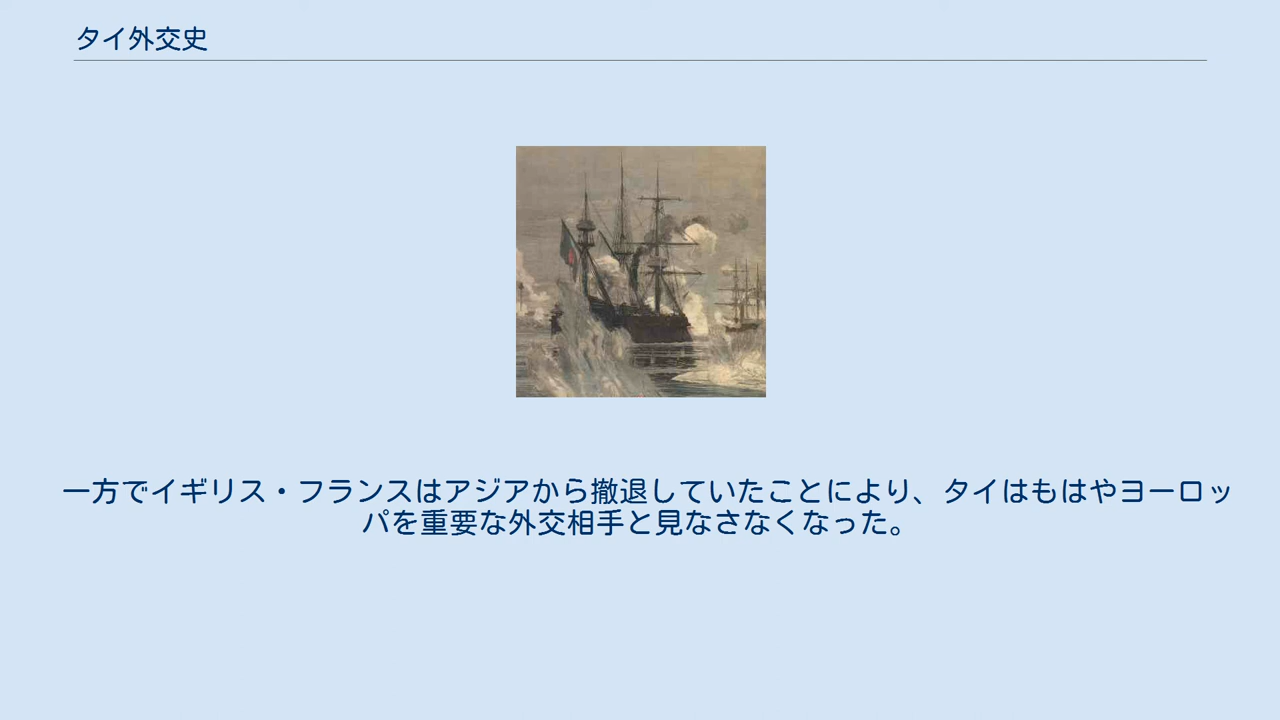 タイ外交史
一方でイギリス・フランスはアジアから撤退していたことにより、タイはもはやヨーロッ
パを重要な外交相手と見なさなくなった。